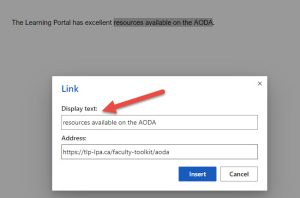 The Learning Portal has excellent resources available on the AODA.
Link
Display text:
resources available on the AODA
Address:
https://tlp-lpa.ca/faculty-toolkit/aoda
Insert Cancel